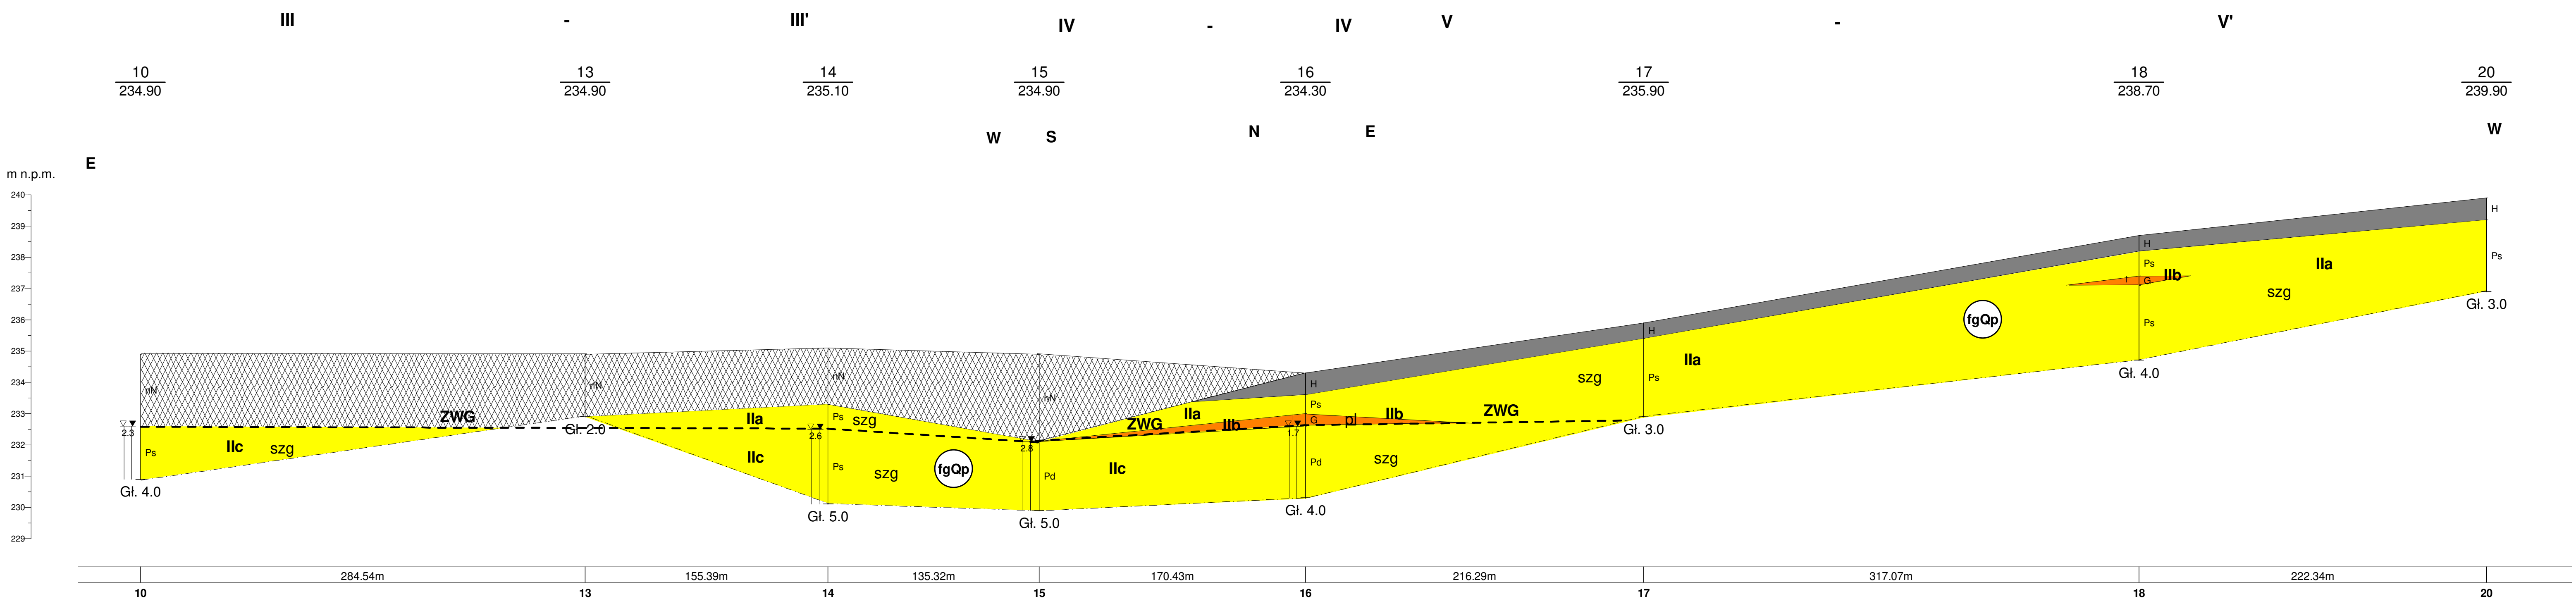 III - III' IV - IV V - V'
10 13 14 15 16 17 18 20
234.90 234.90 235.10 234.90 234.30 235.90 238.70 239.90
E W S N E W
m n.p.m.
240
239
238
237
236
235
234
233
232
231
230
229
H
H
Ps
Ps
IIb
G
IIa
szg
Ps
Gł. 3.0
fgQp
Gł. 4.0
H
IIa
szg
Ps
Gł. 3.0
nN
nN
nN
nN
H
ZWG
IIa
Ps
szg
ZWG
IIa
IIb
Ps
G
pl
IIb
ZWG
2.3
Gł. 2.0
2.6
2.8
1.7
IIc
szg
Ps
IIc
Ps
szg
fgQp
Pd
IIc
Pd
szg
Gł. 4.0
Gł. 5.0
Gł. 5.0
Gł. 4.0
284.54m 155.39m 135.32m 170.43m 216.29m 317.07m 222.34m
10 13 14 15 16 17 18 20